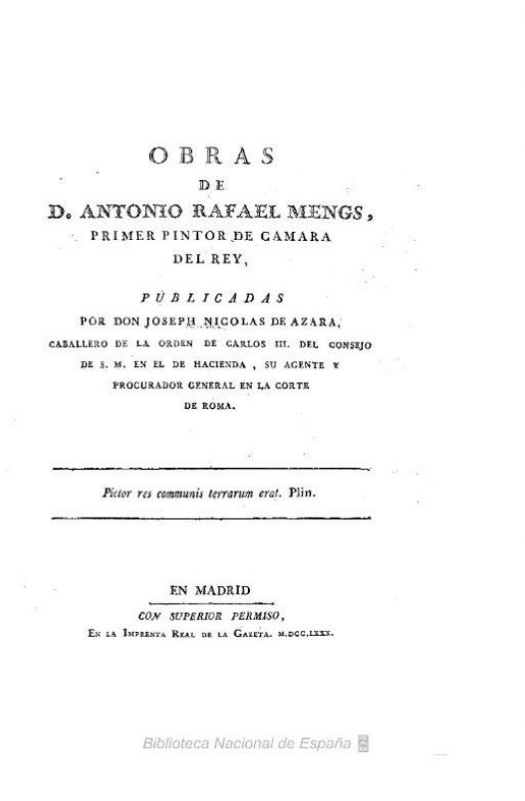 OBRAS
DE
D. ANTONIO RAFAEL MENGS,
PRIMER PINTOR DE CAMARA
DEL REY,
PUBLICADAS
POR DON JOSEPH NICOLAS DE AZARA,
CABALLERO DE LA ORDEN DE CARLOS III. DEL CONSEJO
DE S. M. EN EL DE HACIENDA, SU AGENTE Y
PROCURADOR GENERAL EN LA CORTE
DE ROMA.
Pictor res communis terrarum erat. Plin.
EN MADRID
CON SUPERIOR PERMISO,
EN LA IMPRENTA REAL DE LA GAZETA. M.DCC.LXXX.
Biblioteca Nacional de España